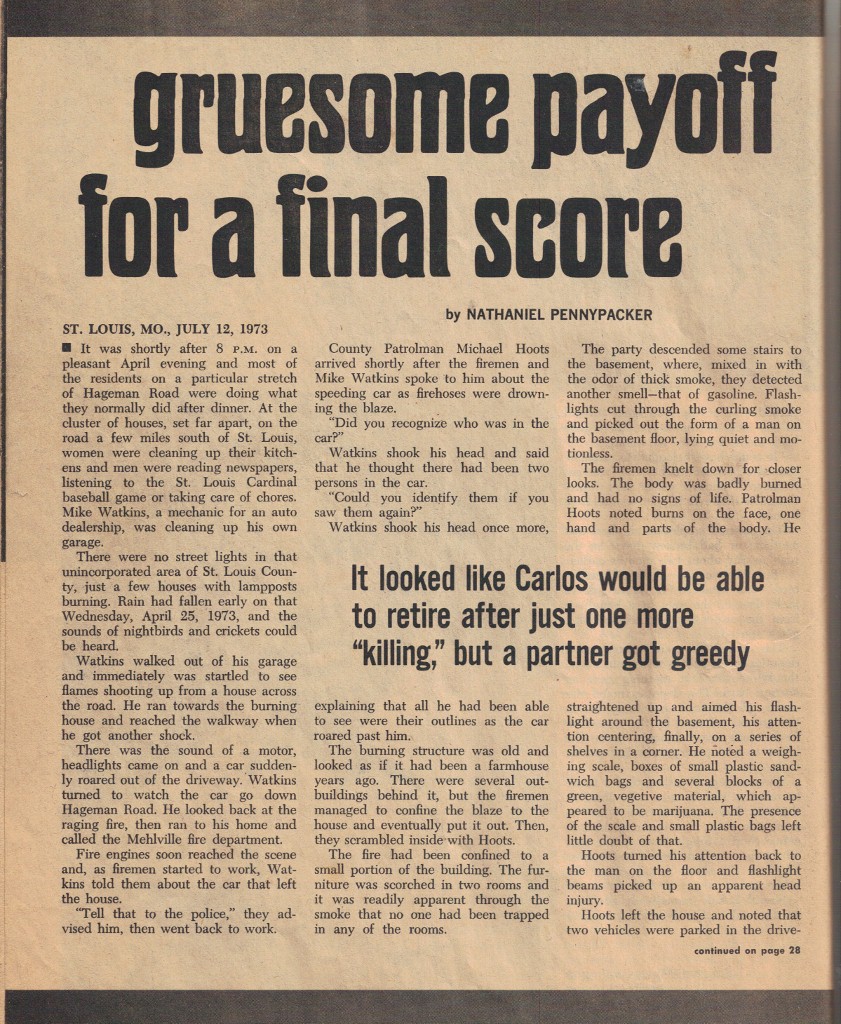 gruesome payoff
for a final score
by NATHANIEL PENNYPACKER
ST. LOUIS, MO., JULY 12, 1973
■ It was shortly after 8 P.M. on a
pleasant April evening and most of
the residents on a particular stretch
of Hageman Road were doing what
they normally did after dinner. At the
cluster of houses, set far apart, on the
road a few miles south of St. Louis,
women were cleaning up their kitch-
ens and men were reading newspapers,
listening to the St. Louis Cardinal
baseball game or taking care of chores.
Mike Watkins, a mechanic for an auto
dealership, was cleaning up his own
garage.
There were no street lights in that
unincorporated area of St. Louis Coun-
ty, just a few houses with lampposts
burning. Rain had fallen early on that
Wednesday, April 25, 1973, and the
sounds of nightbirds and crickets could
be heard.
Watkins walked out of his garage
and immediately was startled to see
flames shooting up from a house across
the road. He ran towards the burning
house and reached the walkway when
he got another shock.
There was the sound of a motor,
headlights came on and a car sudden-
ly roared out of the driveway. Watkins
turned to watch the car go down
Hageman Road. He looked back at the
raging fire, then ran to his home and
called the Mehlville fire department.
Fire engines soon reached the scene
and, as firemen started to work, Wat-
kins told them about the car that left
the house.
"Tell that to the police," they ad-
vised him, then went back to work.
County Patrolman Michael Hoots
arrived shortly after the firemen and
Mike Watkins spoke to him about the
speeding car as firehoses were drown-
ing the blaze.
"Did you recognize who was in the
car?"
Watkins shook his head and said
that he thought there had been two
persons in the car.
"Could you identify them if you
saw them again?"
Watkins shook his head once more,
It looked like Carlos would be able
to retire after just one more
"killing," but a partner got greedy
explaining that all he had been able
to see were their outlines as the car
roared past him.
The burning structure was old and
looked as if it had been a farmhouse
years ago. There were several out-
buildings behind it, but the firemen
managed to confine the blaze to the
house and eventually put it out. Then,
they scrambled inside with Hoots.
The fire had been confined to a
small portion of the building. The fur-
niture was scorched in two rooms and
it was readily apparent through the
smoke that no one had been trapped
in any of the rooms.
The party descended some stairs to
the basement, where, mixed in with
the odor of thick smoke, they detected
another smell—that of gasoline. Flash-
lights cut through the curling smoke
and picked out the form of a man on
the basement floor, lying quiet and mo-
tionless.
The firemen knelt down for closer
looks. The body was badly burned
and had no signs of life. Patrolman
Hoots noted burns on the face, one
hand and parts of the body. He
straightened up and aimed his flash-
light around the basement, his atten-
tion centering, finally, on a series of
shelves in a corner. He noted a weigh-
ing scale, boxes of small plastic sand-
wich bags and several blocks of a
green, vegetive material, which ap-
peared to be marijuana. The presence
of the scale and small plastic bags left
little doubt of that.
Hoots turned his attention back to
the man on the floor and flashlight
beams picked up an apparent head
injury.
Hoots left the house and noted that
two vehicles were parked in the drive-
continued on page 28